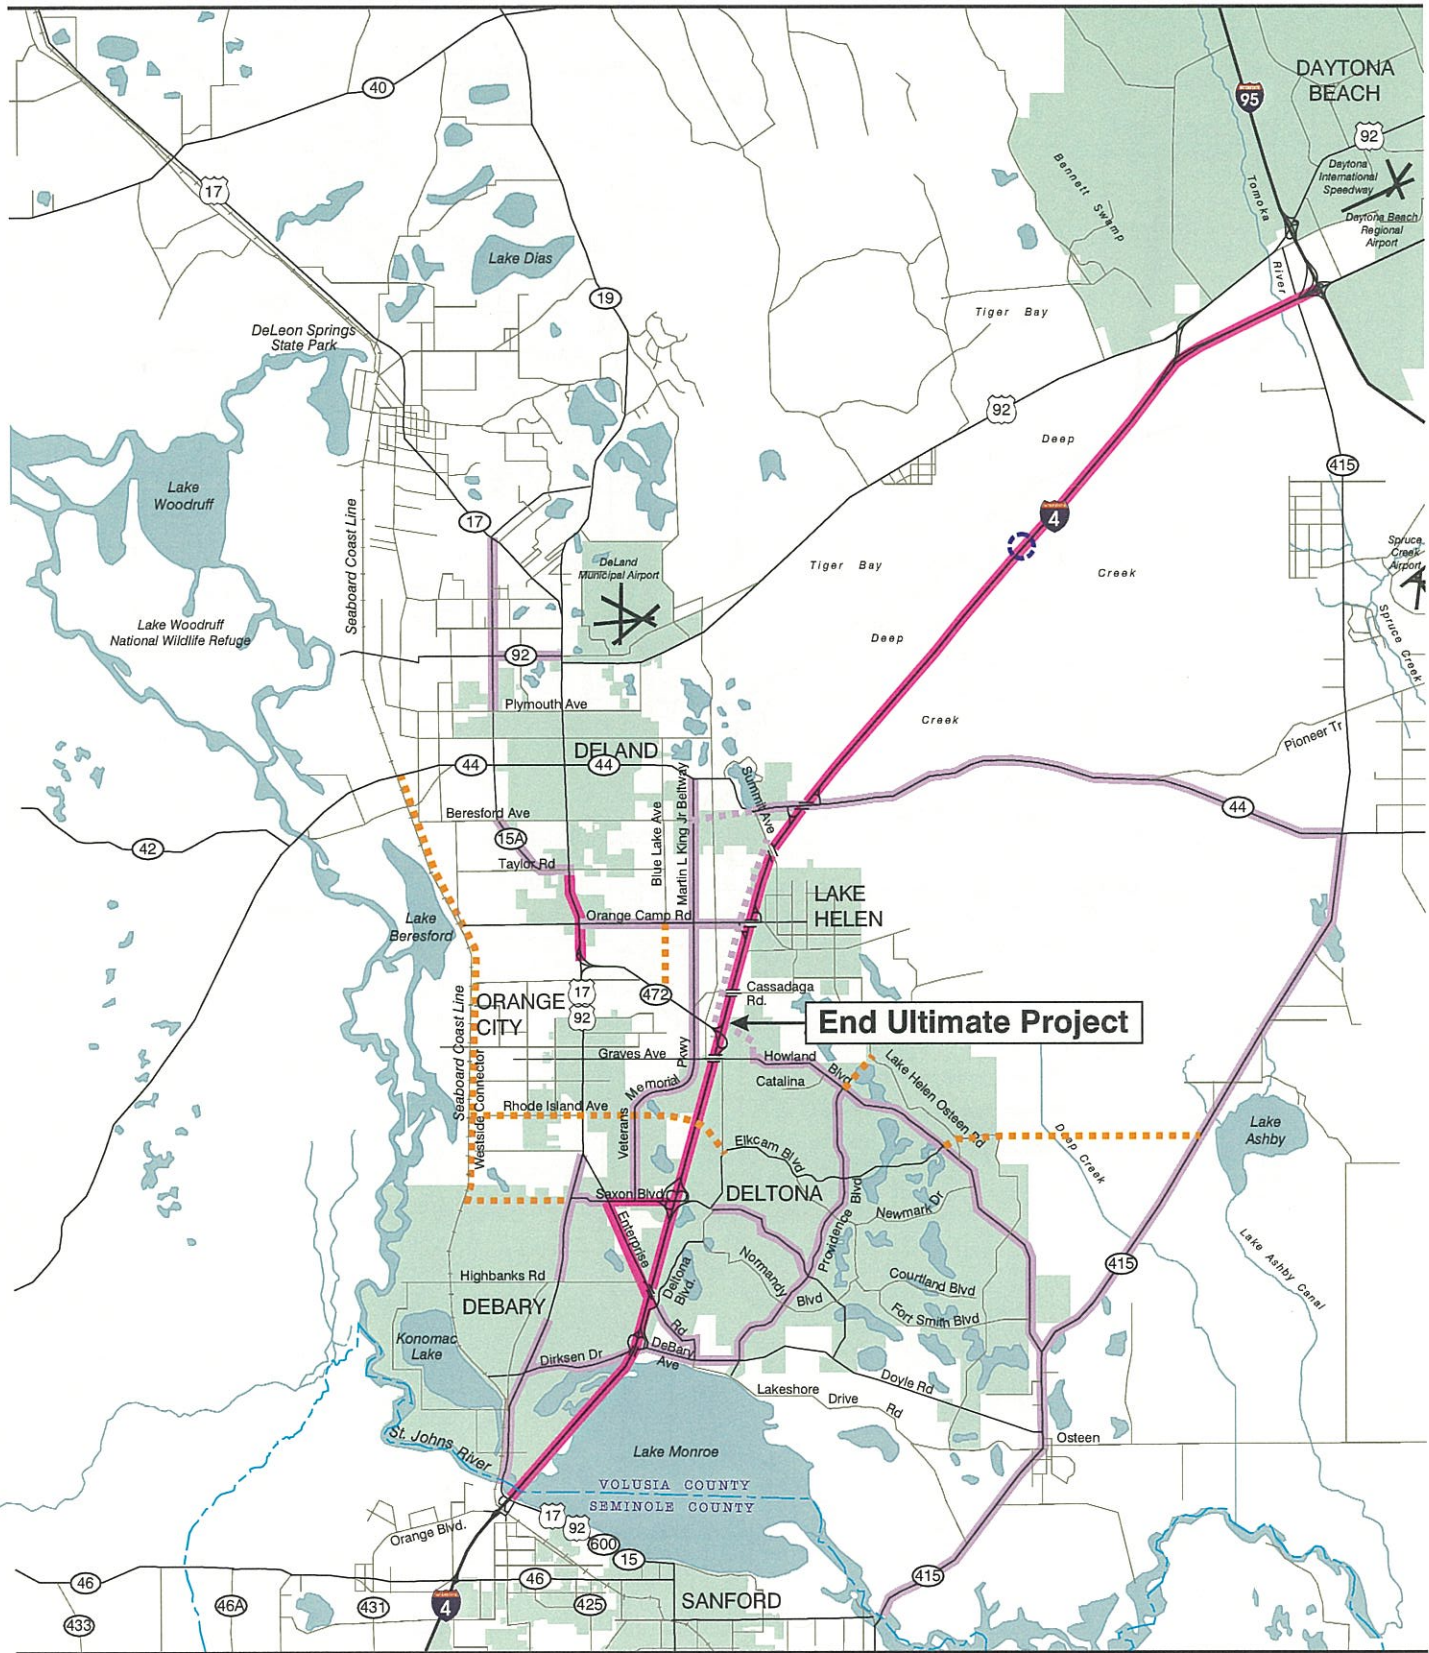 DAYTONA
BEACH
95
40
92
Daytona
International
Speedway
17
Bennett Swamp
Tomoka
River
Daytona Beach
Regional
Airport
Lake Dias
19
Tiger Bay
DeLeon Springs
State Park
92
Deep
415
Lake
Woodruff
Seaboard Coast Line
17
4
Spruce
Creek
Airport
DeLand
Municipal Airport
Tiger Bay
Creek
Lake Woodruff
National Wildlife Refuge
Deep
Spruce Creek
92
Plymouth Ave
Creek
Pioneer Tr
DELAND
44
44
Summit Ave
44
Beresford Ave
42
15A
Taylor Rd
Blue Lake Ave
Martin L King Jr Beltway
LAKE
HELEN
Orange Camp Rd
Lake
Beresford
ORANGE
CITY
17
92
472
Cassadaga
Rd.
End Ultimate Project
Seaboard Coast Line
Westside Connector
Graves Ave
Howland
Blvd
Catalina
Lake Helen Osteen Rd
Veterans
Memorial
Pkwy
Rhode Island Ave
Elkcam Blvd
Deep Creek
Lake
Ashby
Saxon Blvd
DELTONA
Providence Blvd
Newmark Dr
Enterprise
Rd
Deltona
Blvd.
Normandy
Blvd
Courtland Blvd
Fort Smith Blvd
415
Lake Ashby Canal
Highbanks Rd
DEBARY
Konomac
Lake
Dirksen Dr
DeBary
Ave
Doyle Rd
Lakeshore
Drive
Rd
Osteen
St. Johns River
Lake Monroe
VOLUSIA COUNTY
SEMINOLE COUNTY
Orange Blvd.
17
92
600
15
46
46
415
433
46A
431
4
425
SANFORD